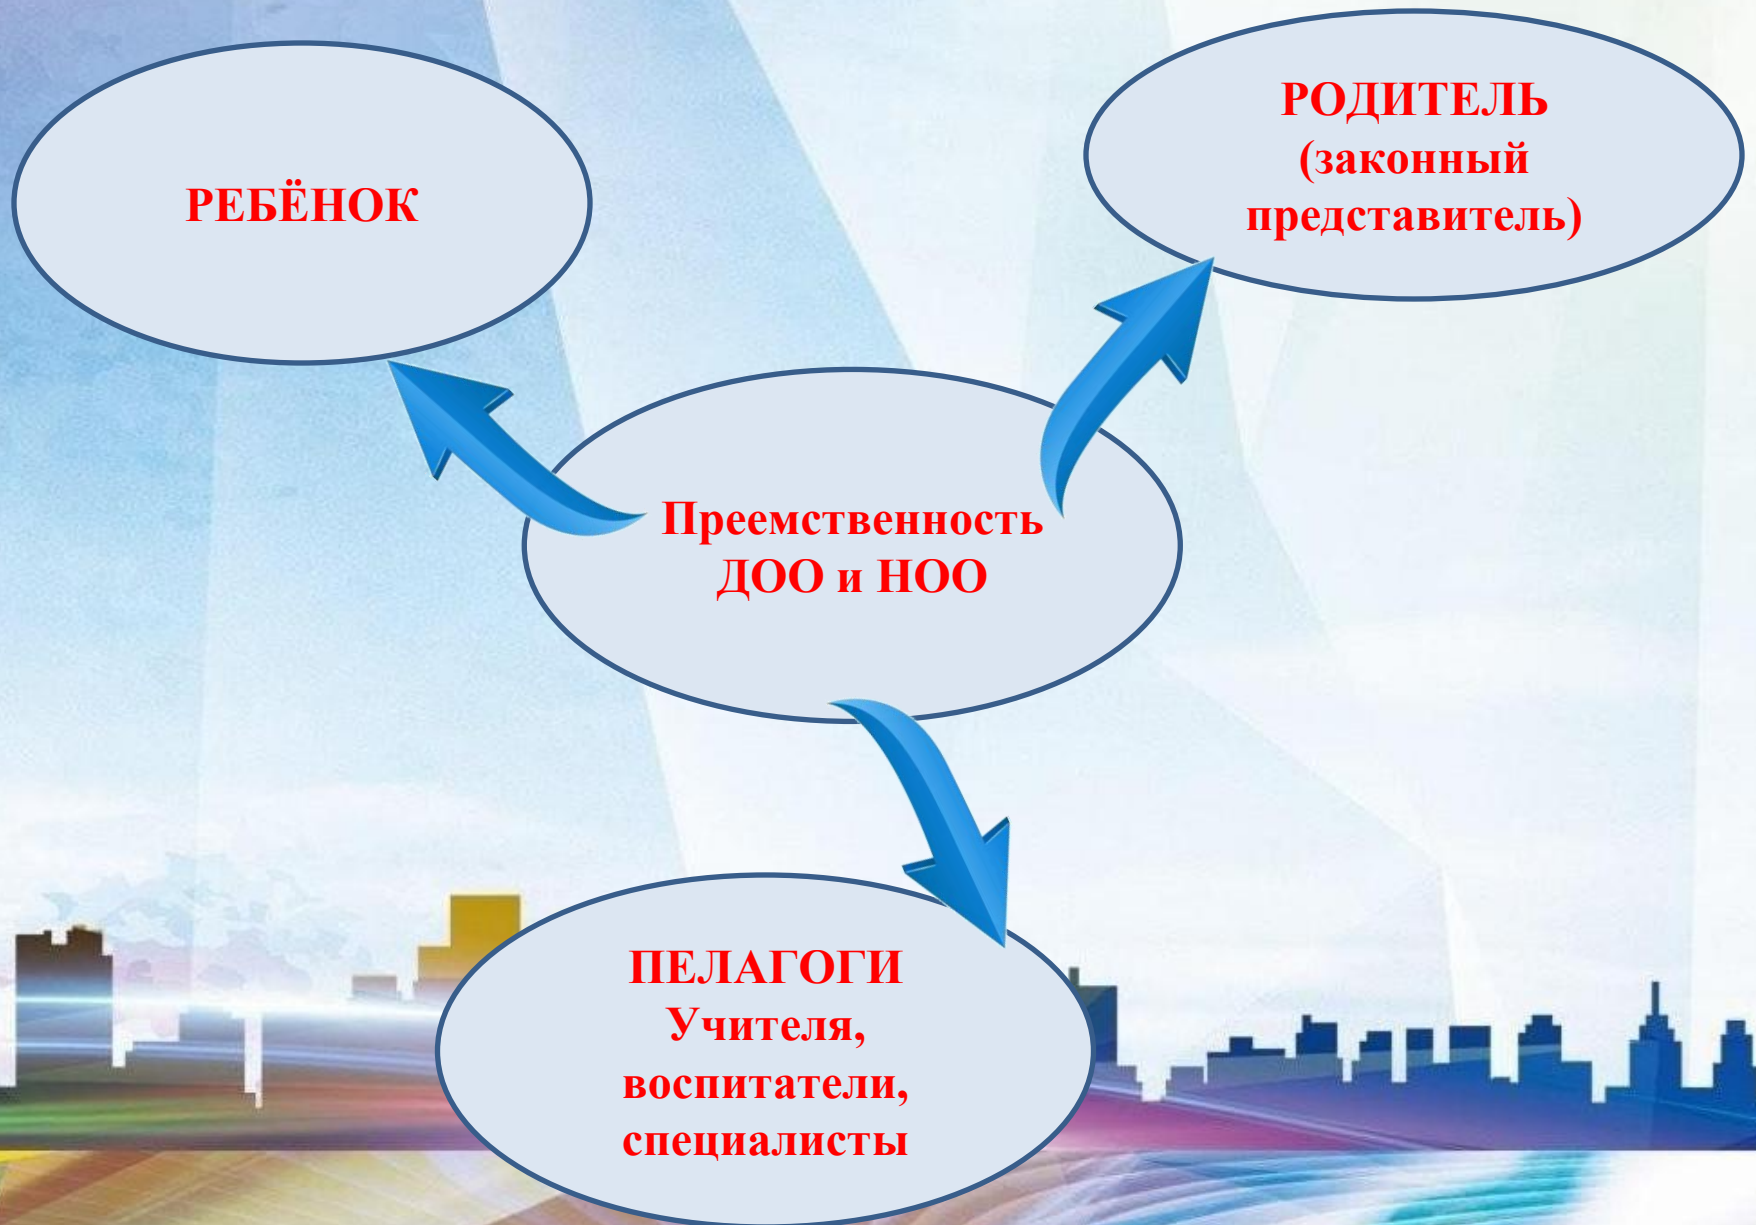 РЕБЁНОК
РОДИТЕЛЬ
(законный
представитель)
Преемственность
ДОО и НОО
ПЕЛАГОГИ
Учителя,
воспитатели,
специалисты